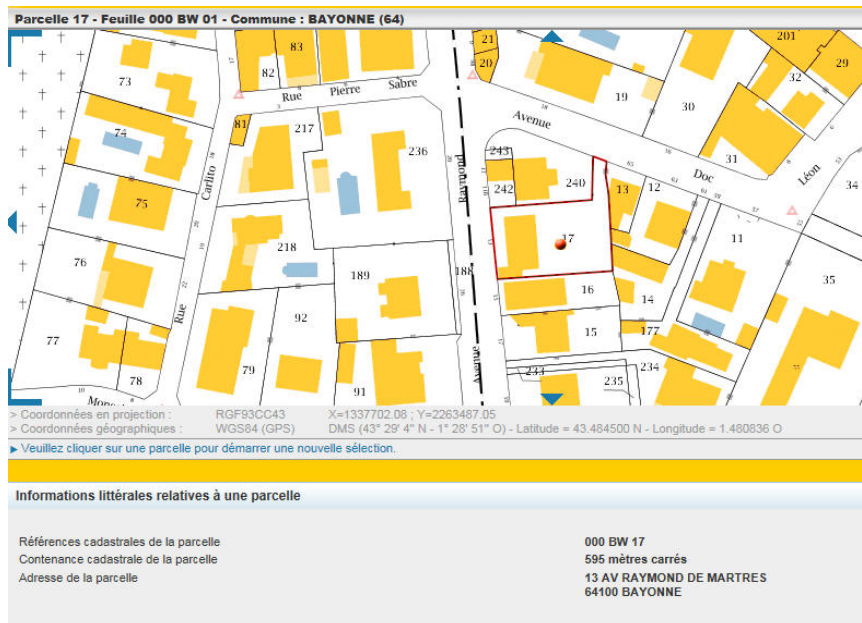 Parcelle 17 - Feuille 000 BW 01 - Commune : BAYONNE (64)
83
82
73
Rue Pierre Sabre
81
217
74
236
Carlito
75
218
76
Rue
189
188
92
77
79
78
91
21
20
201
29
32
19
30
Avenue
31
Doc
Léon
34
Raymond
243
242
240
13
12
17
11
35
16
14
15
177
Avenue
233
234
235
> Coordonnées en projection : RGF93CC43 X=1337702.08 ; Y=2263487.05
> Coordonnées géographiques : WGS84 (GPS) DMS (43° 29' 4" N - 1° 28' 51" O) - Latitude = 43.484500 N - Longitude = 1.480836 O
▶ Veuillez cliquer sur une parcelle pour démarrer une nouvelle sélection.
Informations littérales relatives à une parcelle
Références cadastrales de la parcelle 000 BW 17
Contenance cadastrale de la parcelle 595 mètres carrés
Adresse de la parcelle 13 AV RAYMOND DE MARTRES
64100 BAYONNE